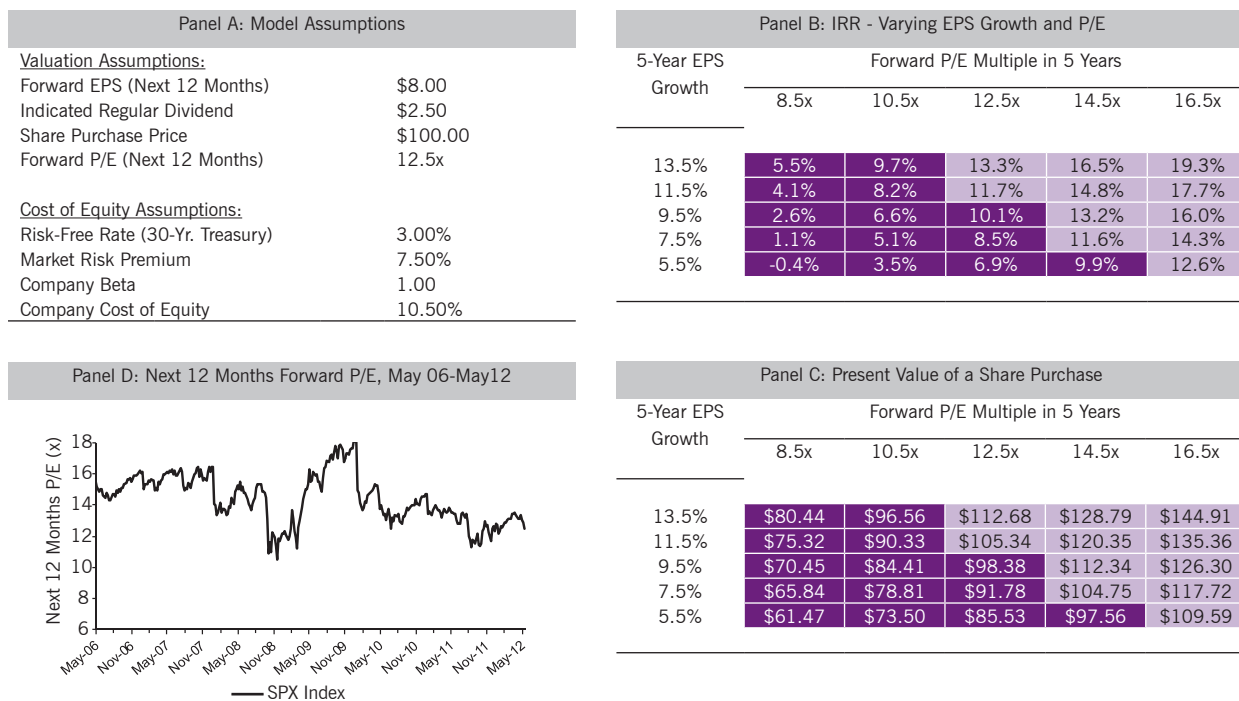 Panel A: Model Assumptions
Valuation Assumptions:
Forward EPS (Next 12 Months) $8.00
Indicated Regular Dividend $2.50
Share Purchase Price $100.00
Forward P/E (Next 12 Months) 12.5x
Cost of Equity Assumptions:
Risk-Free Rate (30-Yr. Treasury) 3.00%
Market Risk Premium 7.50%
Company Beta 1.00
Company Cost of Equity 10.50%
Panel B: IRR - Varying EPS Growth and P/E
5-Year EPS Forward P/E Multiple in 5 Years
Growth
8.5x 10.5x 12.5x 14.5x 16.5x
13.5% 5.5% 9.7% 13.3% 16.5% 19.3%
11.5% 4.1% 8.2% 11.7% 14.8% 17.7%
9.5% 2.6% 6.6% 10.1% 13.2% 16.0%
7.5% 1.1% 5.1% 8.5% 11.6% 14.3%
5.5% -0.4% 3.5% 6.9% 9.9% 12.6%
Panel D: Next 12 Months Forward P/E, May 06-May12
Next 12 Months P/E (x)
18
16
14
12
10
8
6
May-06 Nov-06 May-07 Nov-07 May-08 Nov-08 May-09 Nov-09 May-10 Nov-10 May-11 Nov-11 May-12
SPX Index
Panel C: Present Value of a Share Purchase
5-Year EPS Forward P/E Multiple in 5 Years
Growth
8.5x 10.5x 12.5x 14.5x 16.5x
13.5% $80.44 $96.56 $112.68 $128.79 $144.91
11.5% $75.32 $90.33 $105.34 $120.35 $135.36
9.5% $70.45 $84.41 $98.38 $112.34 $126.30
7.5% $65.84 $78.81 $91.78 $104.75 $117.72
5.5% $61.47 $73.50 $85.53 $97.56 $109.59